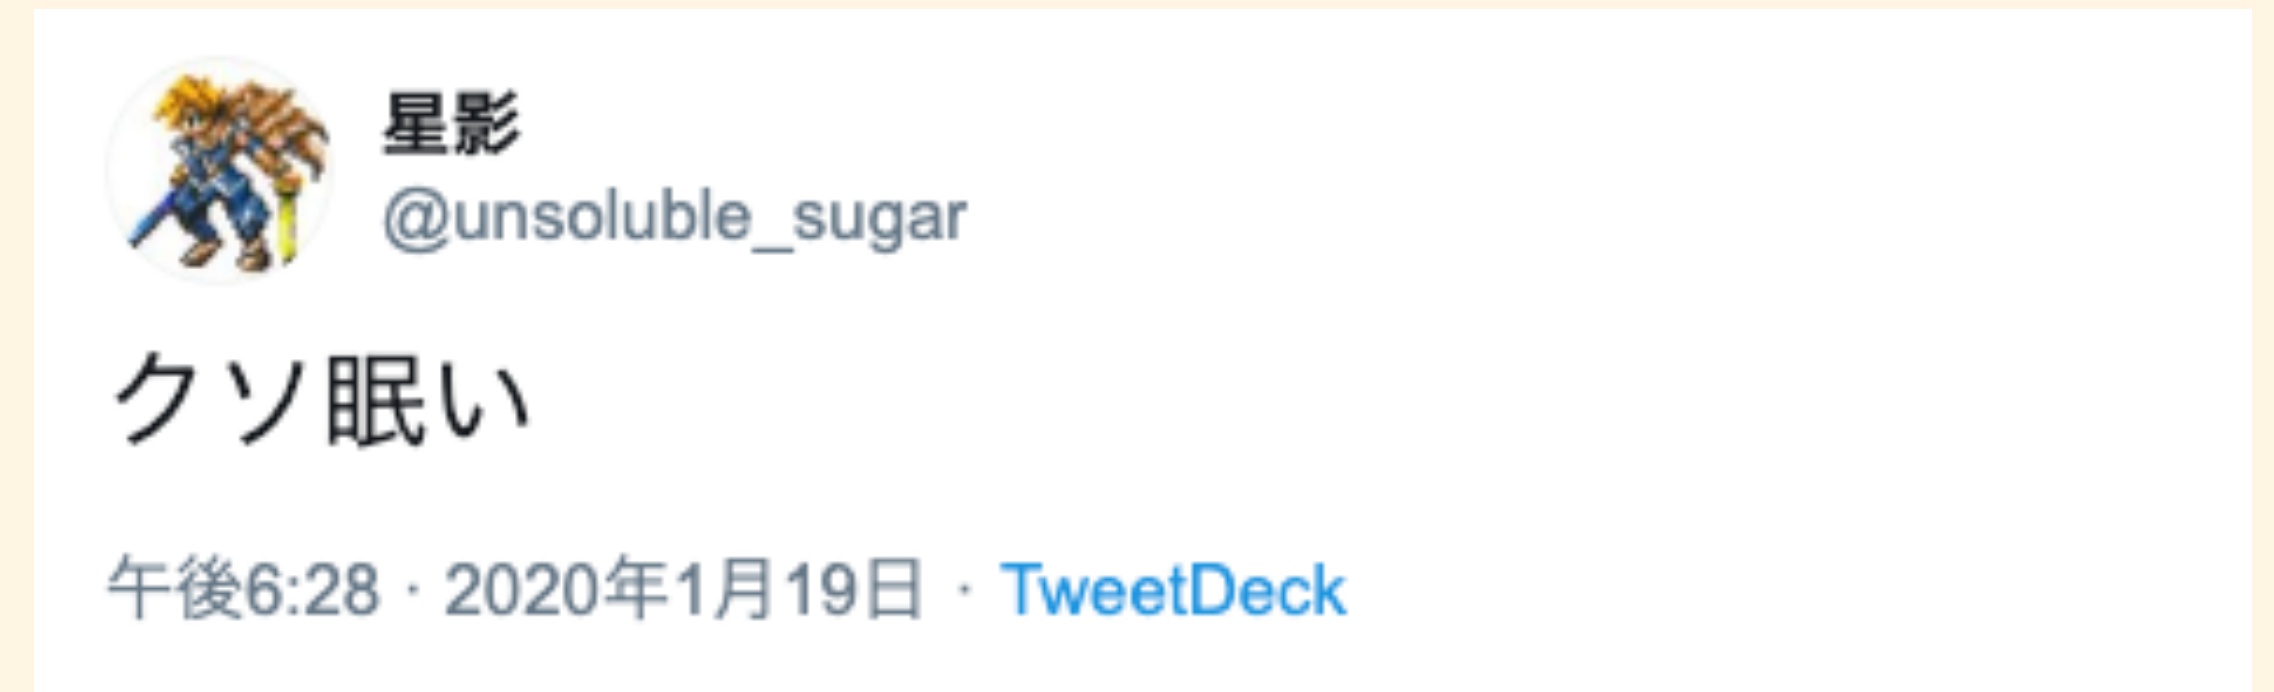 星影
@unsoluble_sugar
クソ眠い
午後6:28 · 2020年1月19日 · TweetDeck